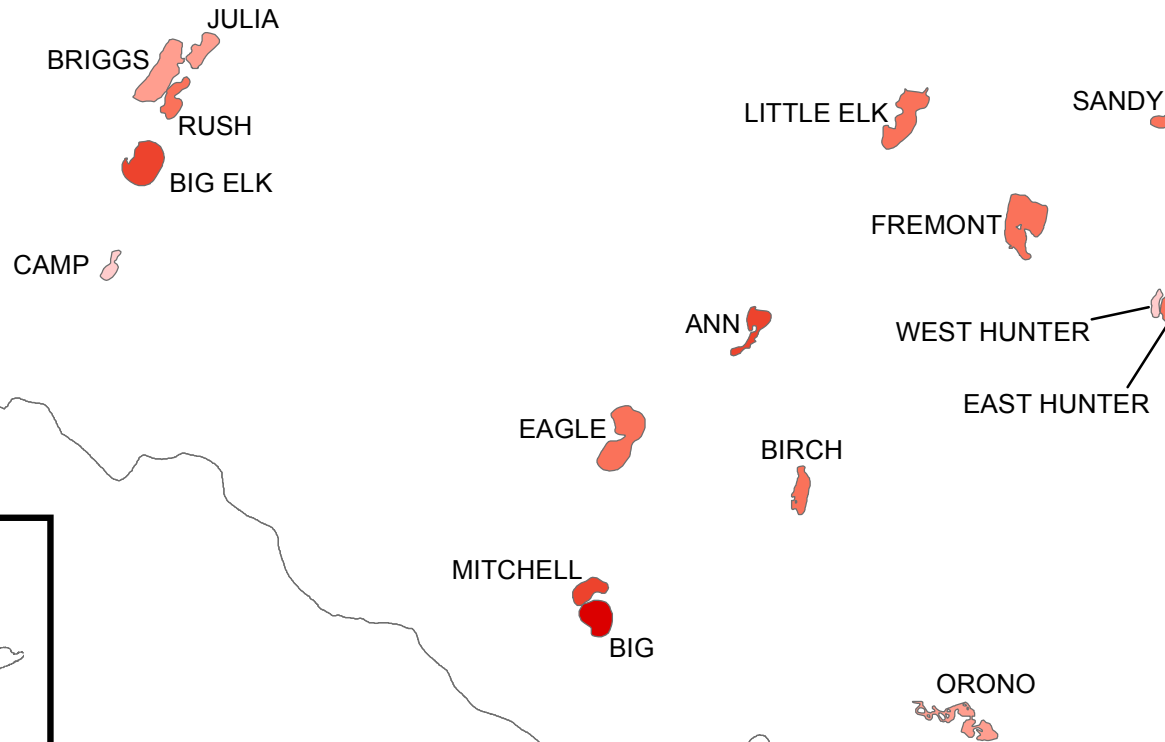 JULIA
BRIGGS
RUSH
BIG ELK
CAMP
LITTLE ELK
SANDY
FREMONT
ANN
WEST HUNTER
EAST HUNTER
EAGLE
BIRCH
MITCHELL
BIG
ORONO